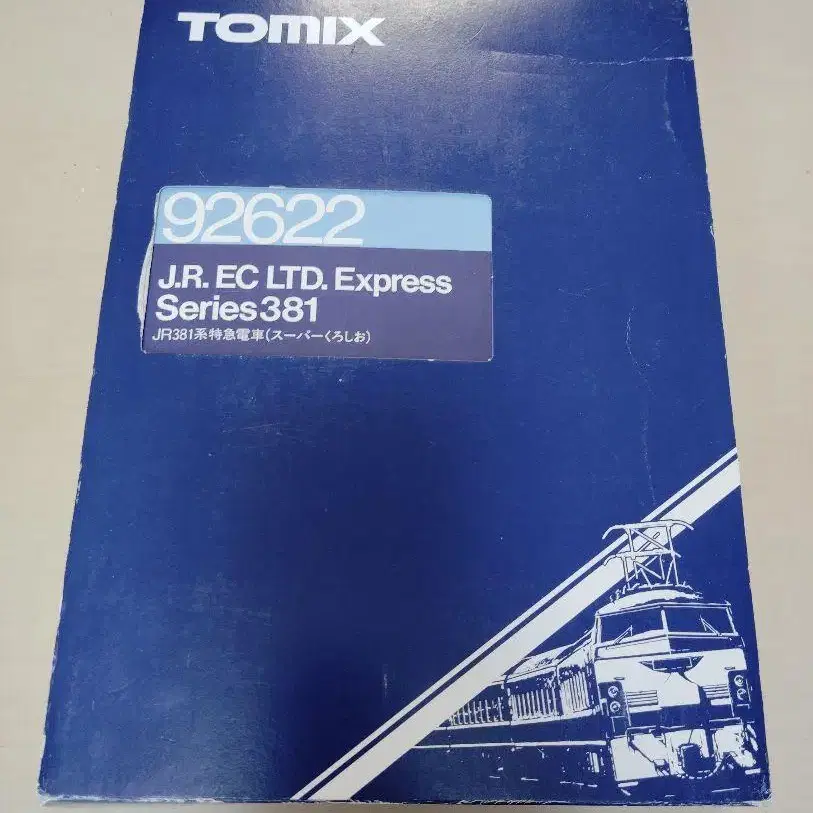 TOMIX
92622
J.R. EC LTD. Express
Series381
JR381系特急電車(スーパーくろしお)